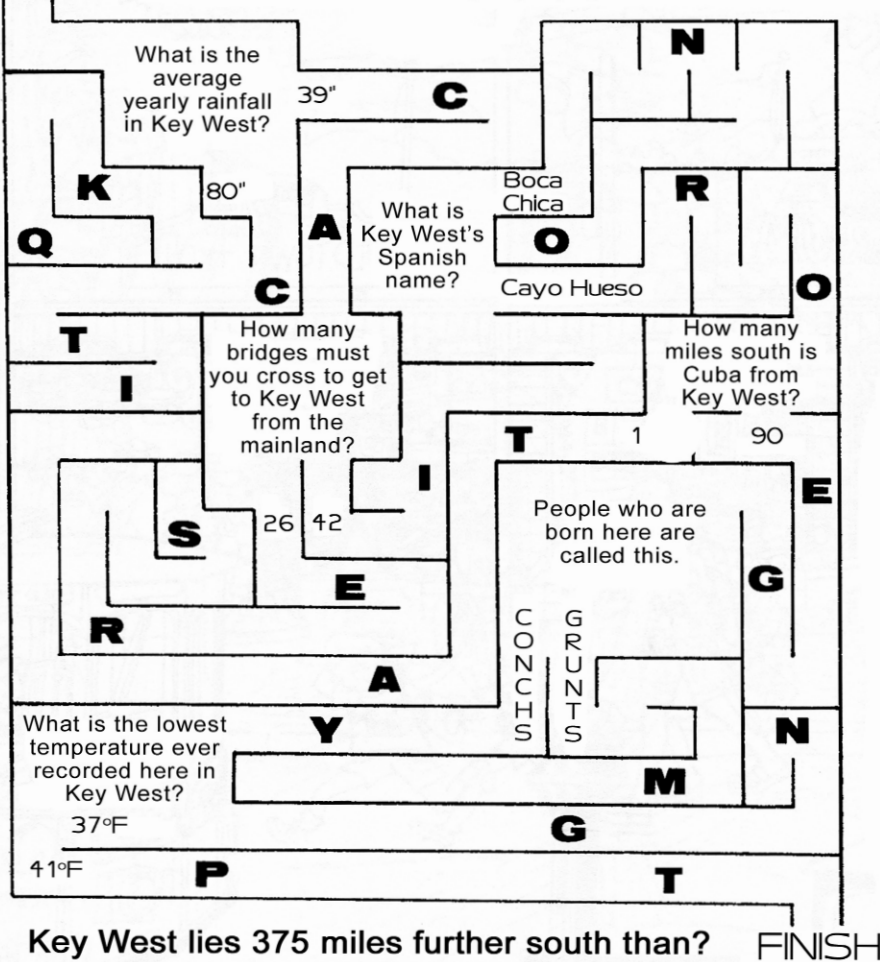 N
What is the
average
yearly rainfall
in Key West?
39"
C
K
80"
Boca
Chica
R
Q
A
What is
Key West's
Spanish
name?
O
C
Cayo Hueso
O
T
How many
bridges must
you cross to get
to Key West
from the
mainland?
How many
miles south is
Cuba from
Key West?
I
T
1
90
I
E
S
26
42
People who are
born here are
called this.
G
E
R
CONCHS
GRUNTS
A
What is the lowest
temperature ever
recorded here in
Key West?
Y
N
M
37°F
G
41°F
P
T
Key West lies 375 miles further south than?
FINISH